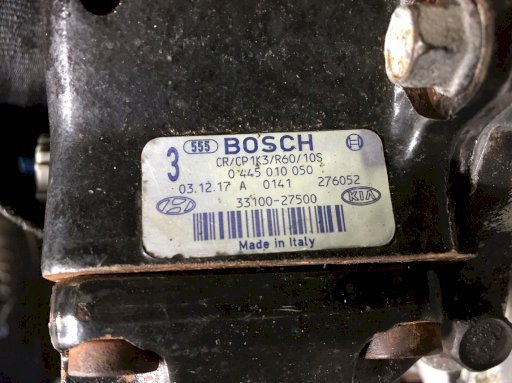 3 555 BOSCH
CR/CP1K3/R60/10S
0 445 010 050
03.12.17 A 0141 276052
33100-27500 KIA
Made in Italy